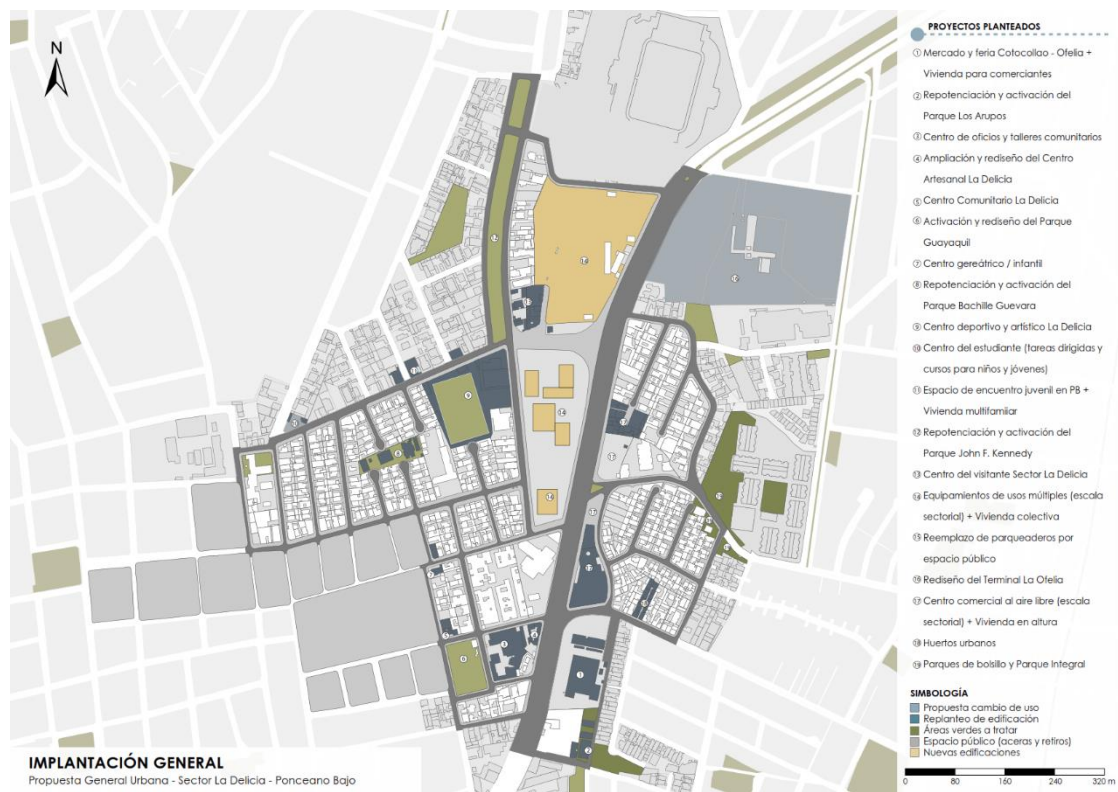 N
PROYECTOS PLANTEADOS
① Mercado y feria Cotocollao - Ofelia +
Vivienda para comerciantes
② Repotenciación y activación del
Parque Los Arupos
③ Centro de oficios y talleres comunitarios
④ Ampliación y rediseño del Centro
Artesanal La Delicia
⑤ Centro Comunitario La Delicia
⑥ Activación y rediseño del Parque
Guayaquil
⑦ Centro gereátrico / infantil
⑧ Repotenciación y activación del
Parque Bachille Guevara
⑨ Centro deportivo y artístico La Delicia
⑩ Centro del estudiante (tareas dirigidas y
cursos para niños y jóvenes)
⑪ Espacio de encuentro juvenil en PB +
Vivienda multifamiiar
⑫ Repotenciación y activación del
Parque John F. Kennedy
⑬ Centro del visitante Sector La Delicia
⑭ Equipamientos de usos múltiples (escala
sectorial) + Vivienda colectiva
⑮ Reemplazo de parqueaderos por
espacio público
⑯ Rediseño del Terminal La Ofelia
⑰ Centro comercial al aire libre (escala
sectorial) + Vivienda en altura
⑱ Huertos urbanos
⑲ Parques de bolsillo y Parque Integral
SIMBOLOGÍA
Propuesta cambio de uso
Replanteo de edificación
Áreas verdes a tratar
Espacio público (aceras y retiros)
Nuevas edificaciones
0 80 160 240 320 m
IMPLANTACIÓN GENERAL
Propuesta General Urbana - Sector La Delicia - Ponceano Bajo